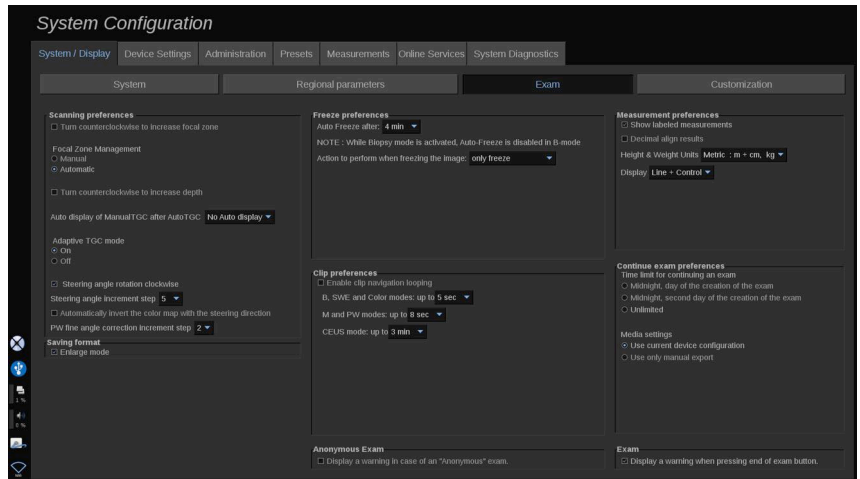 System Configuration
System / Display Device Settings Administration Presets Measurements Online Services System Diagnostics
System Regional parameters Exam Customization
Scanning preferences
Turn counterclockwise to increase focal zone
Focal Zone Management
Manual
Automatic
Turn counterclockwise to increase depth
Auto display of ManualTGC after AutoTGC No Auto display
Adaptive TGC mode
On
Off
Steering angle rotation clockwise
Steering angle increment step 5
Automatically invert the color map with the steering direction
PW fine angle correction increment step 2
Saving format
Enlarge mode
Freeze preferences
Auto Freeze after: 4 min
NOTE : While Biopsy mode is activated, Auto-Freeze is disabled in B-mode
Action to perform when freezing the Image: only freeze
Clip preferences
Enable clip navigation looping
B, SWE and Color modes: up to 5 sec
M and PW modes: up to 8 sec
CEUS mode: up to 3 min
Anonymous Exam
Display a warning in case of an "Anonymous" exam.
Measurement preferences
Show labeled measurements
Decimal align results
Height & Weight Units Metric : m + cm, kg
Display Line + Control
Continue exam preferences
Time limit for continuing an exam
Midnight, day of the creation of the exam
Midnight, second day of the creation of the exam
Unlimited
Media settings
Use current device configuration
Use only manual export
Exam
Display a warning when pressing end of exam button.
1 %
0 %